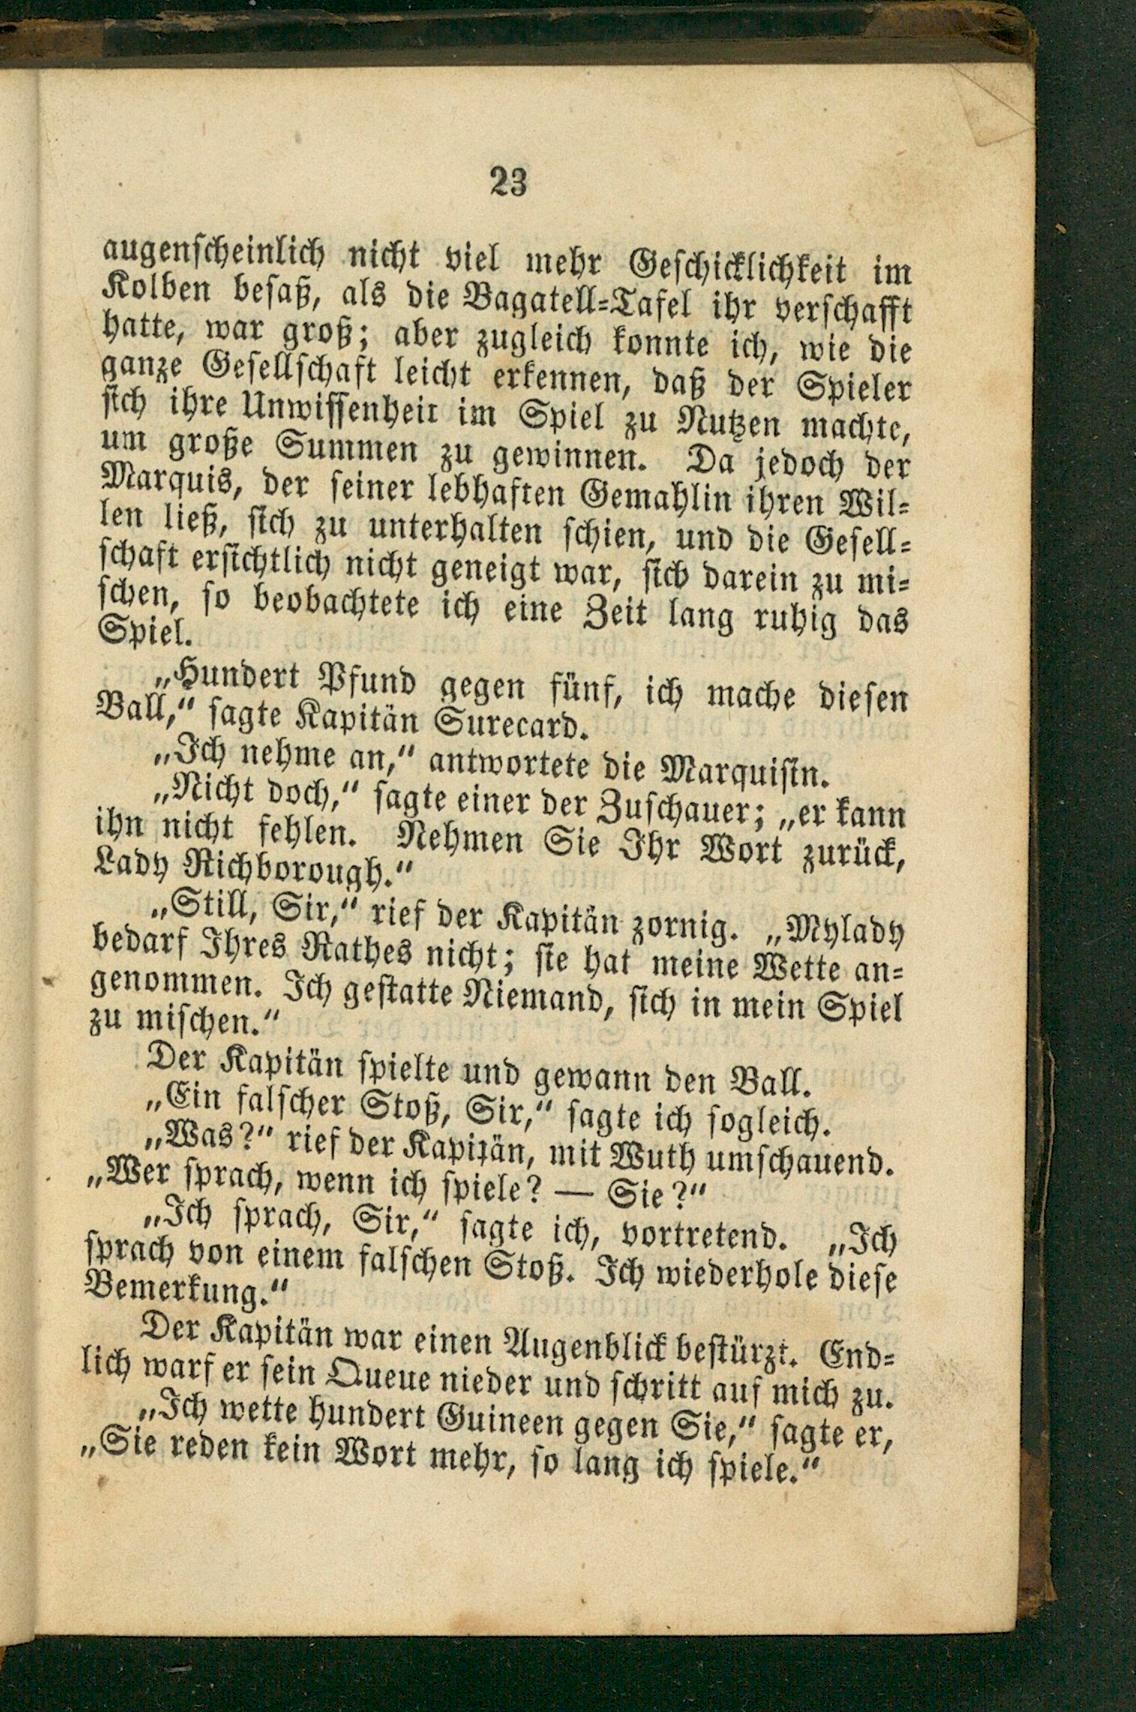 23
augenscheinlich nicht viel mehr Geschicklichkeit im
Kolben besaß, als die Bagatell=Tafel ihr verschafft
hatte, war groß; aber zugleich konnte ich, wie die
ganze Gesellschaft leicht erkennen, daß der Spieler
sich ihre Unwissenheit im Spiel zu Nutzen machte,
um große Summen zu gewinnen. Da jedoch der
Marquis, der seiner lebhaften Gemahlin ihren Wil=
len ließ, sich zu unterhalten schien, und die Gesell=
schaft ersichtlich nicht geneigt war, sich darein zu mi=
schen, so beobachtete ich eine Zeit lang ruhig das
Spiel.
„Hundert Pfund gegen fünf, ich mache diesen
Ball,“ sagte Kapitän Surecard.
„Ich nehme an,“ antwortete die Marquisin.
„Nicht doch,“ sagte einer der Zuschauer; „er kann
ihn nicht fehlen. Nehmen Sie Ihr Wort zurück,
Lady Richborough.“
„Still, Sir,“ rief der Kapitän zornig. „Mylady
bedarf Ihres Rathes nicht; sie hat meine Wette an=
genommen. Ich gestatte Niemand, sich in mein Spiel
zu mischen.“
Der Kapitän spielte und gewann den Ball.
„Ein falscher Stoß, Sir,“ sagte ich sogleich.
„Was?“ rief der Kapitän, mit Wuth umschauend.
„Wer sprach, wenn ich spiele? — Sie?“
„Ich sprach, Sir,“ sagte ich, vortretend. „Ich
sprach von einem falschen Stoß. Ich wiederhole diese
Bemerkung.“
Der Kapitän war einen Augenblick bestürzt. End=
lich warf er sein Queue nieder und schritt auf mich zu.
„Ich wette hundert Guineen gegen Sie,“ sagte er,
„Sie reden kein Wort mehr, so lang ich spiele.“